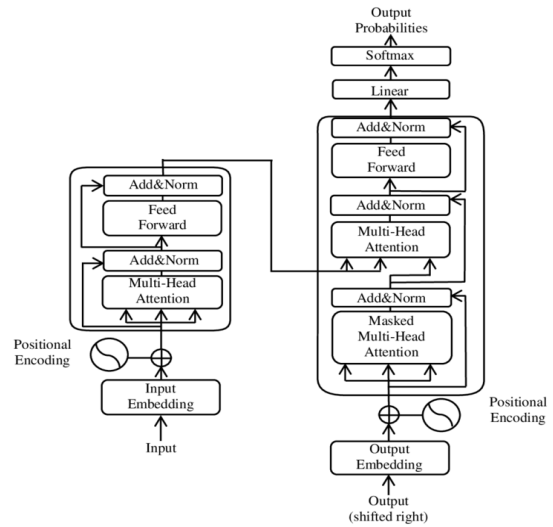 Output
Probabilities
Softmax
Linear
Add&Norm
Feed
Forward
Add&Norm
Multi-Head
Attention
Add&Norm
Masked
Multi-Head
Attention
Positional
Encoding
Output
Embedding
Output
(shifted right)
Add&Norm
Feed
Forward
Add&Norm
Multi-Head
Attention
Positional
Encoding
Input
Embedding
Input